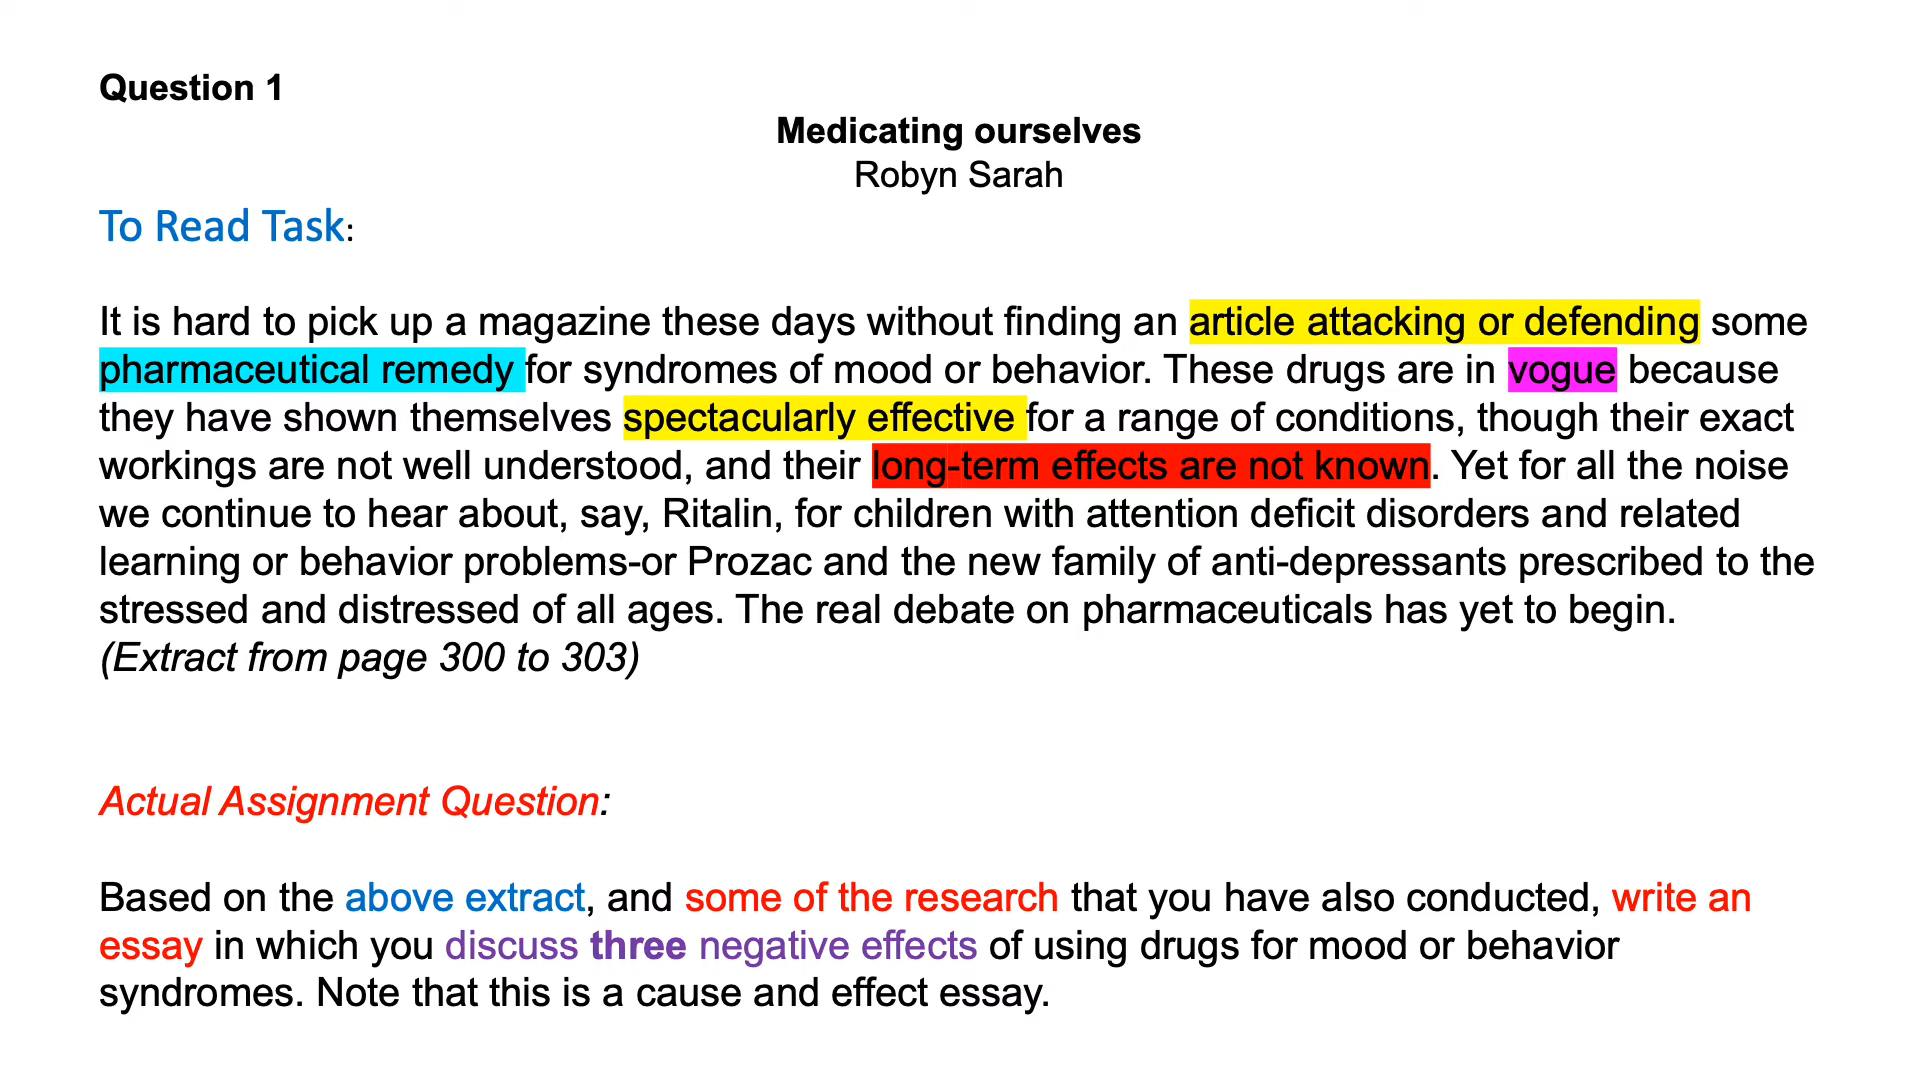 Question 1
Medicating ourselves
Robyn Sarah
To Read Task:
It is hard to pick up a magazine these days without finding an article attacking or defending some
pharmaceutical remedy for syndromes of mood or behavior. These drugs are in vogue because
they have shown themselves spectacularly effective for a range of conditions, though their exact
workings are not well understood, and their long-term effects are not known. Yet for all the noise
we continue to hear about, say, Ritalin, for children with attention deficit disorders and related
learning or behavior problems-or Prozac and the new family of anti-depressants prescribed to the
stressed and distressed of all ages. The real debate on pharmaceuticals has yet to begin.
(Extract from page 300 to 303)
Actual Assignment Question:
Based on the above extract, and some of the research that you have also conducted, write an
essay in which you discuss three negative effects of using drugs for mood or behavior
syndromes. Note that this is a cause and effect essay.